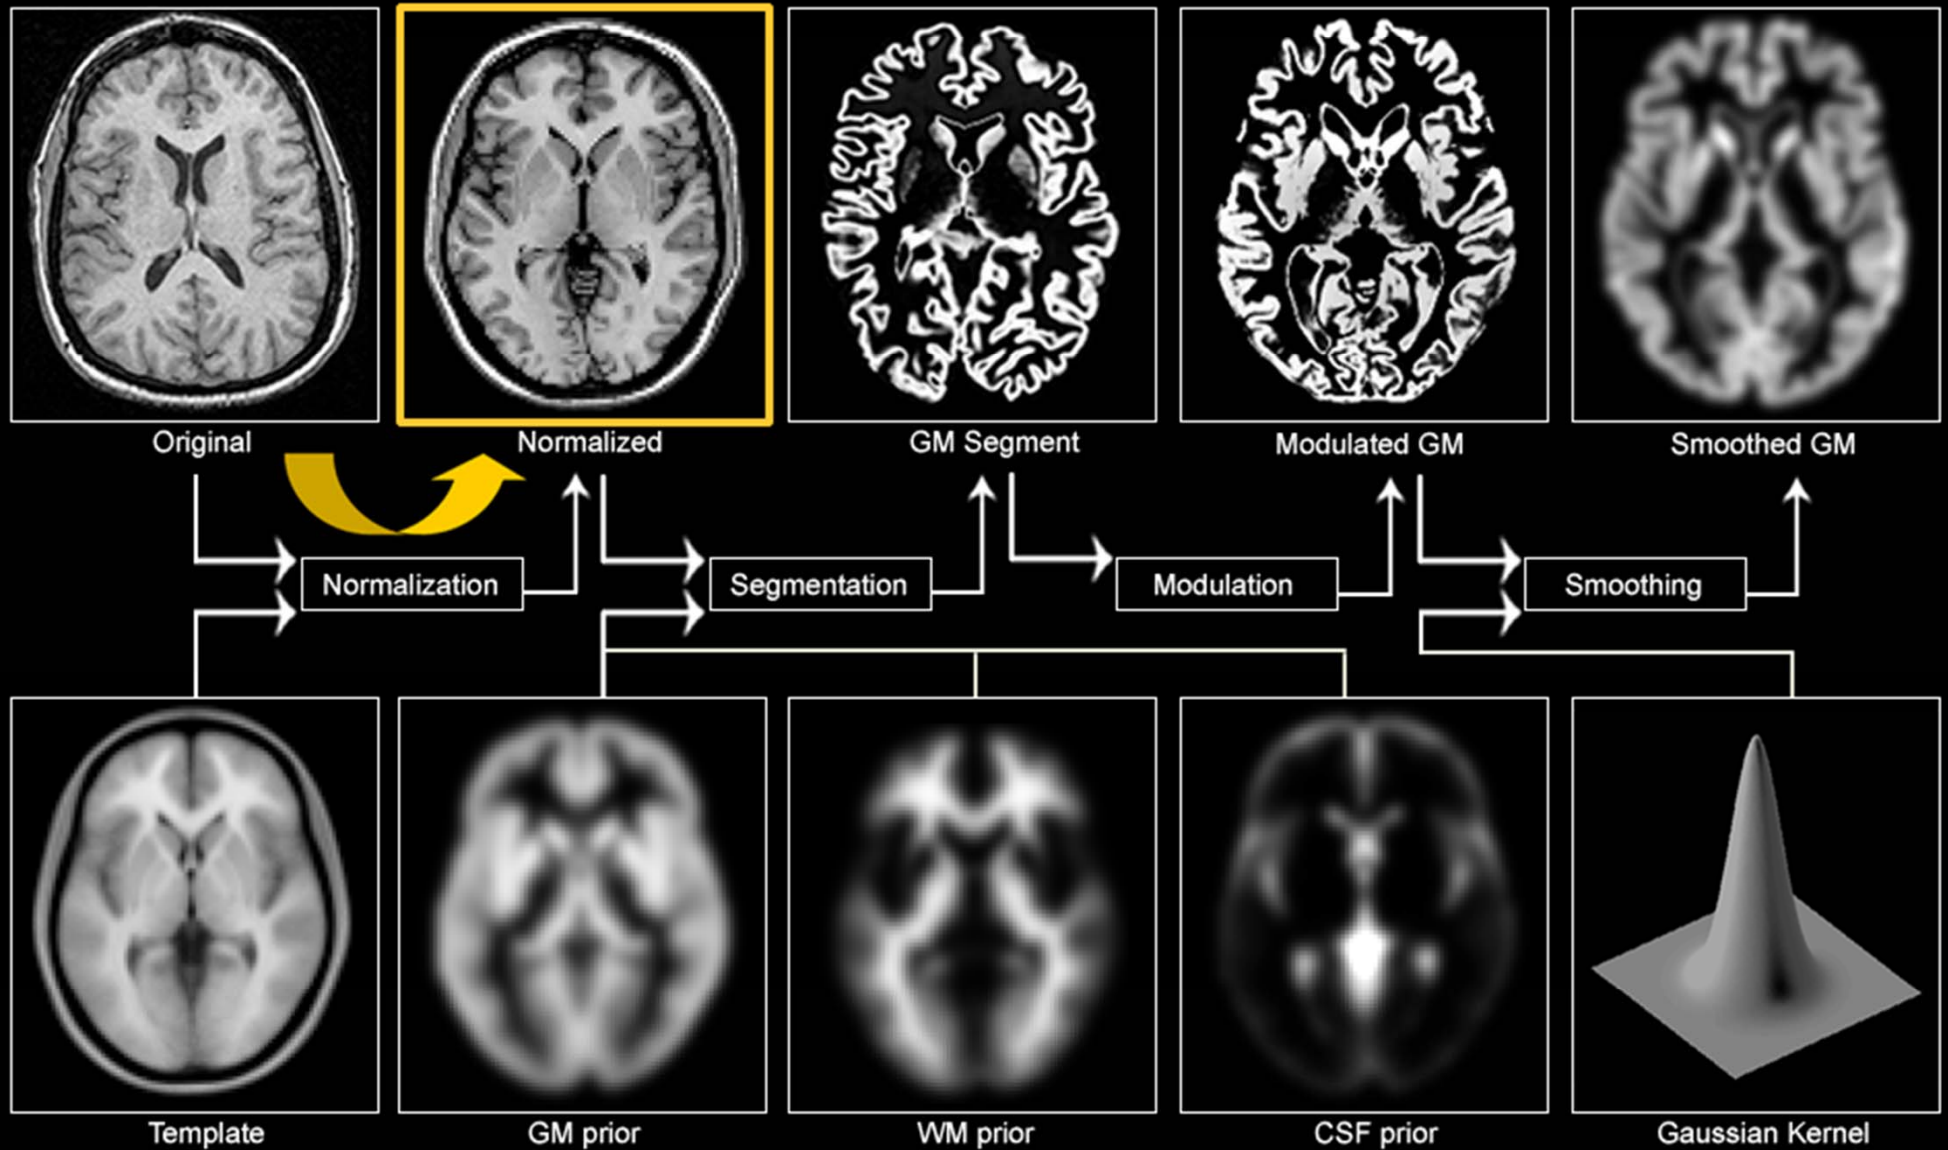 Original
Normalized
GM Segment
Modulated GM
Smoothed GM
Normalization
Segmentation
Modulation
Smoothing
Template
GM prior
WM prior
CSF prior
Gaussian Kernel